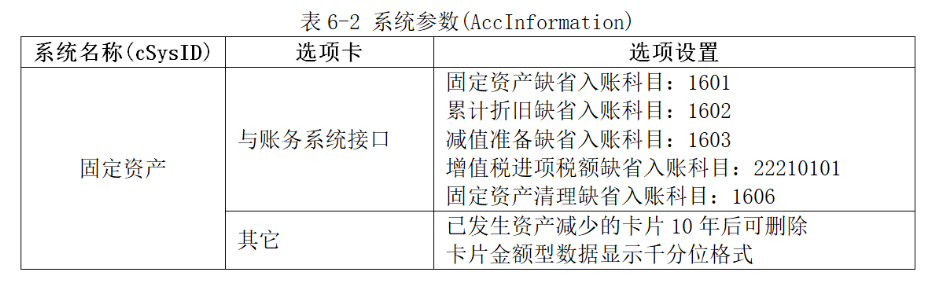 表 6-2 系统参数(AccInformation)
系统名称(cSysID) 选项卡 选项设置
固定资产
与账务系统接口
固定资产缺省入账科目：1601
累计折旧缺省入账科目：1602
减值准备缺省入账科目：1603
增值税进项税额缺省入账科目：22210101
固定资产清理缺省入账科目：1606
其它
已发生资产减少的卡片 10 年后可删除
卡片金额型数据显示千分位格式